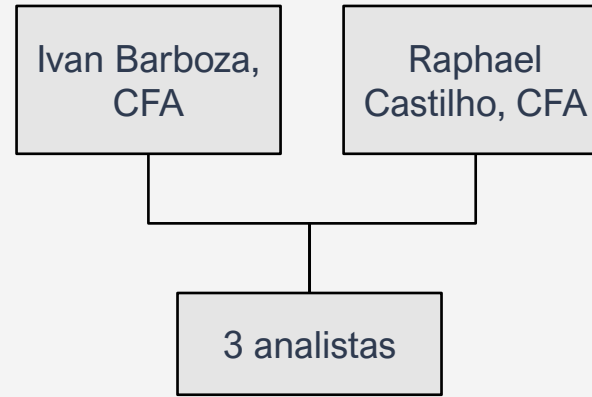 Ivan Barboza,
CFA
Raphael
Castilho, CFA
3 analistas